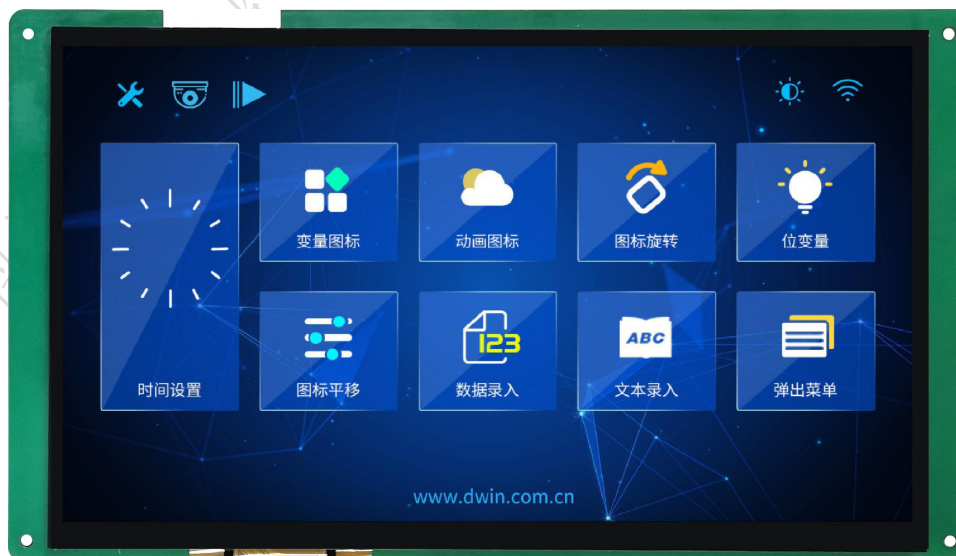 变量图标
动画图标
图标旋转
位变量
时间设置
图标平移
123
数据录入
ABC
文本录入
弹出菜单
www.dwin.com.cn